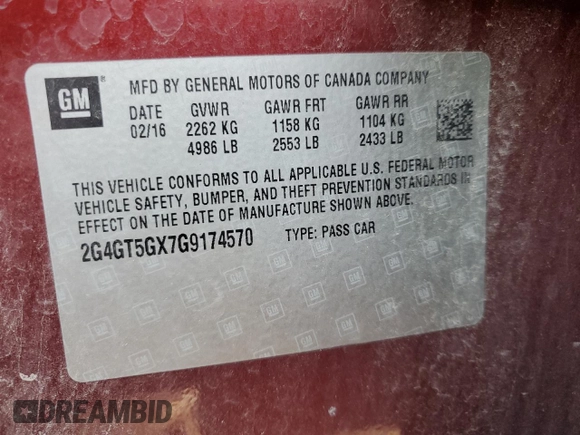 GM
MFD BY GENERAL MOTORS OF CANADA COMPANY
DATE GVWR GAWR FRT GAWR RR
02/16 2262 KG 1158 KG 1104 KG
4986 LB 2553 LB 2433 LB
THIS VEHICLE CONFORMS TO ALL APPLICABLE U.S. FEDERAL MOTOR
VEHICLE SAFETY, BUMPER, AND THEFT PREVENTION STANDARDS IN
EFFECT ON THE DATE OF MANUFACTURE SHOWN ABOVE.
2G4GT5GX7G9174570 TYPE: PASS CAR
DREAMBID